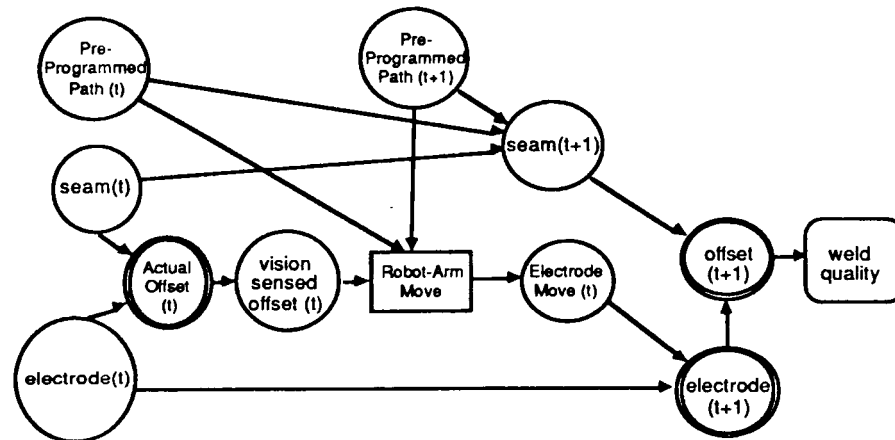 Pre-
Programmed
Path (t)
Pre-
Programmed
Path (t+1)
seam(t+1)
seam(t)
Actual
Offset
(t)
vision
sensed
offset (t)
Robot-Arm
Move
Electrode
Move (t)
offset
(t+1)
weld
quality
electrode(t)
electrode
(t+1)